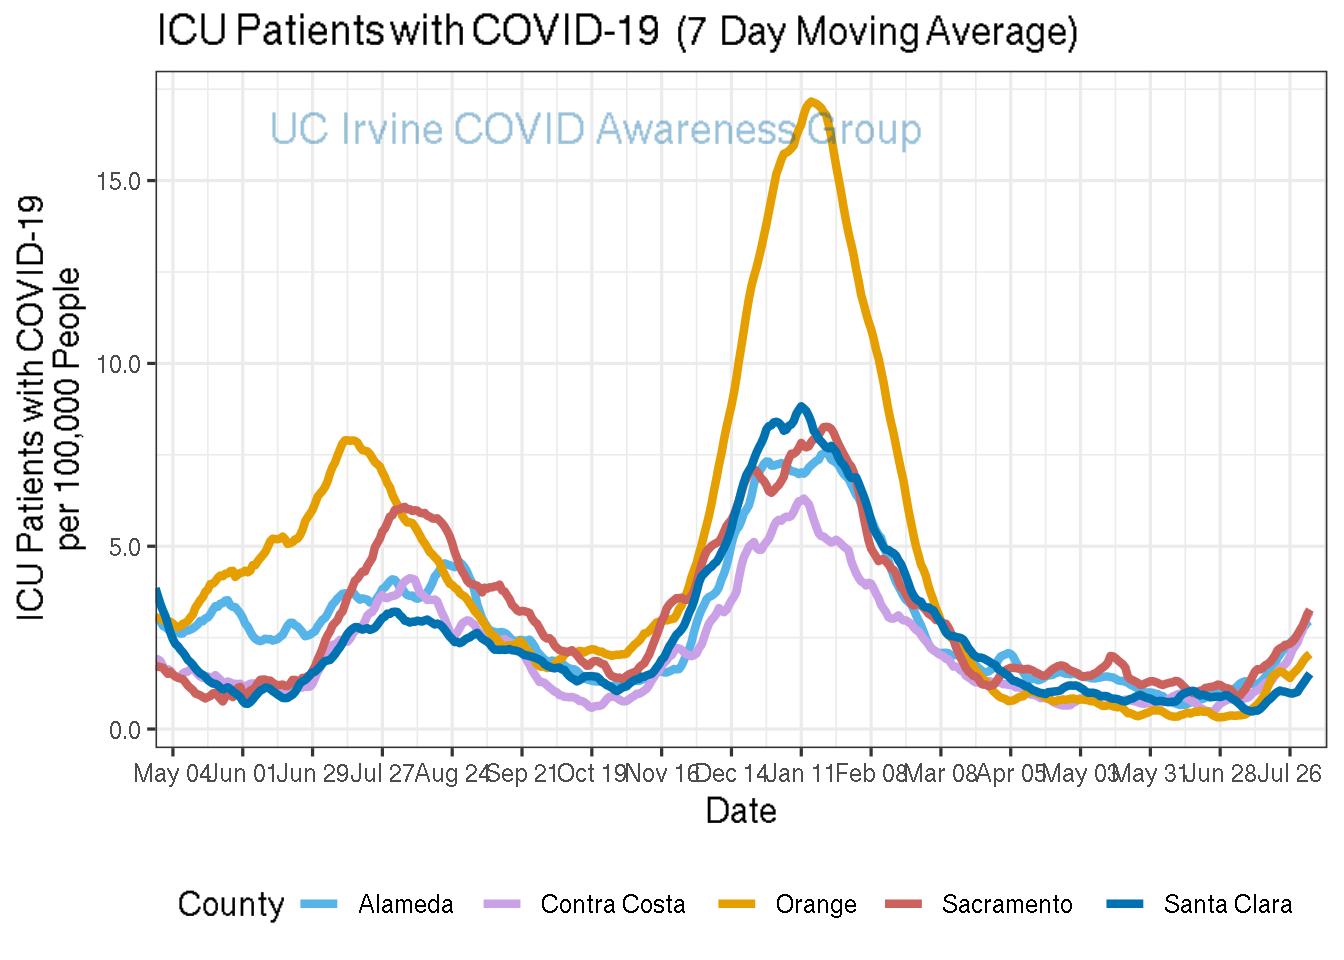 ICU Patients with COVID-19 (7 Day Moving Average)
UC Irvine COVID Awareness Group
ICU Patients with COVID-19
per 100,000 People
15.0
10.0
5.0
0.0
May 04 Jun 01 Jun 29 Jul 27 Aug 24 Sep 21 Oct 19 Nov 16 Dec 14 Jan 11 Feb 08 Mar 08 Apr 05 May 03 May 31 Jun 28 Jul 26
Date
County Alameda Contra Costa Orange Sacramento Santa Clara